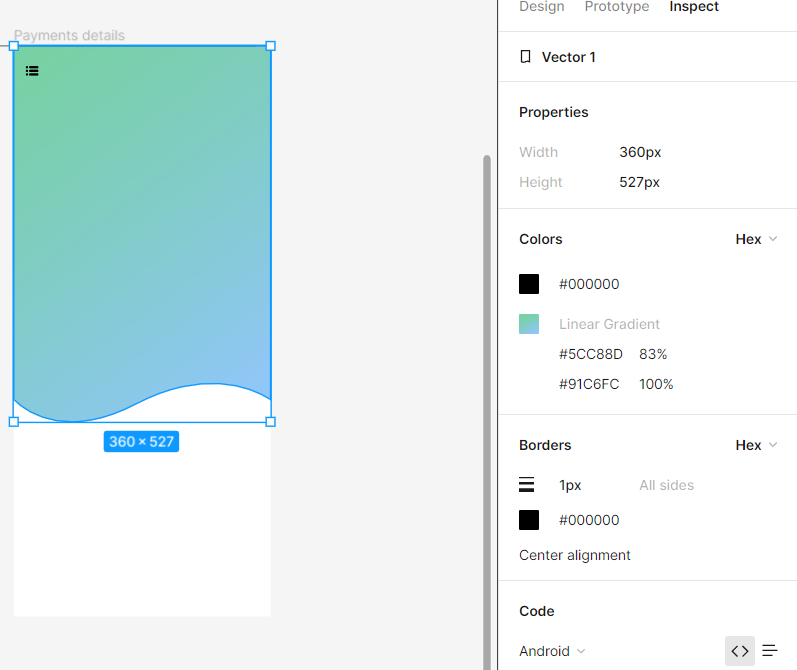 Design Prototype Inspect
Payments details
Vector 1
Properties
Width 360px
Height 527px
Colors Hex
#000000
Linear Gradient
#5CC88D 83%
#91C6FC 100%
360 × 527
Borders Hex
1px All sides
#000000
Center alignment
Code
Android